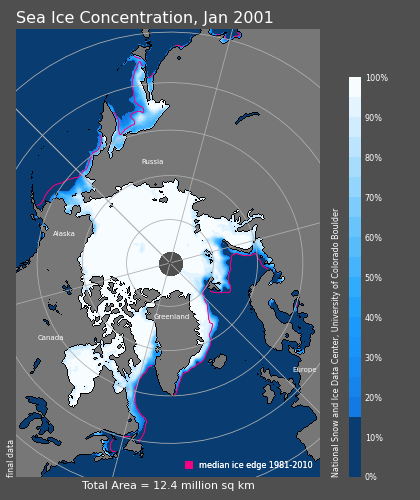 Sea Ice Concentration, Jan 2001
100%
90%
80%
70%
60%
50%
40%
30%
20%
10%
0%
Russia
Alaska
Greenland
Canada
Europe
National Snow and Ice Data Center, University of Colorado Boulder
final data
median ice edge 1981-2010
Total Area = 12.4 million sq km